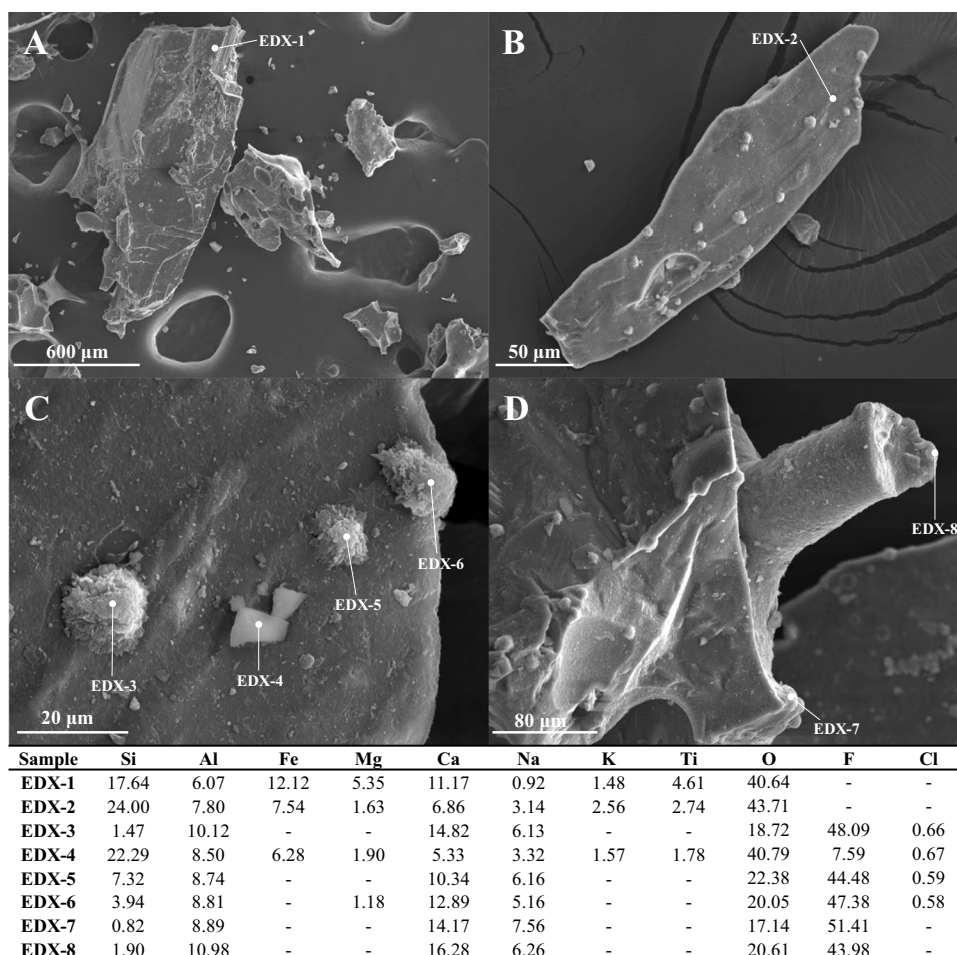 A
EDX-1
600 µm
B
EDX-2
50 µm
C
EDX-6
EDX-5
EDX-3
EDX-4
20 µm
D
EDX-8
EDX-7
80 µm
Sample Si Al Fe Mg Ca Na K Ti O F Cl
EDX-1 17.64 6.07 12.12 5.35 11.17 0.92 1.48 4.61 40.64 - -
EDX-2 24.00 7.80 7.54 1.63 6.86 3.14 2.56 2.74 43.71 - -
EDX-3 1.47 10.12 - - 14.82 6.13 - - 18.72 48.09 0.66
EDX-4 22.29 8.50 6.28 1.90 5.33 3.32 1.57 1.78 40.79 7.59 0.67
EDX-5 7.32 8.74 - - 10.34 6.16 - - 22.38 44.48 0.59
EDX-6 3.94 8.81 - 1.18 12.89 5.16 - - 20.05 47.38 0.58
EDX-7 0.82 8.89 - - 14.17 7.56 - - 17.14 51.41 -
EDX-8 1.90 10.98 - - 16.28 6.26 - - 20.61 43.98 -